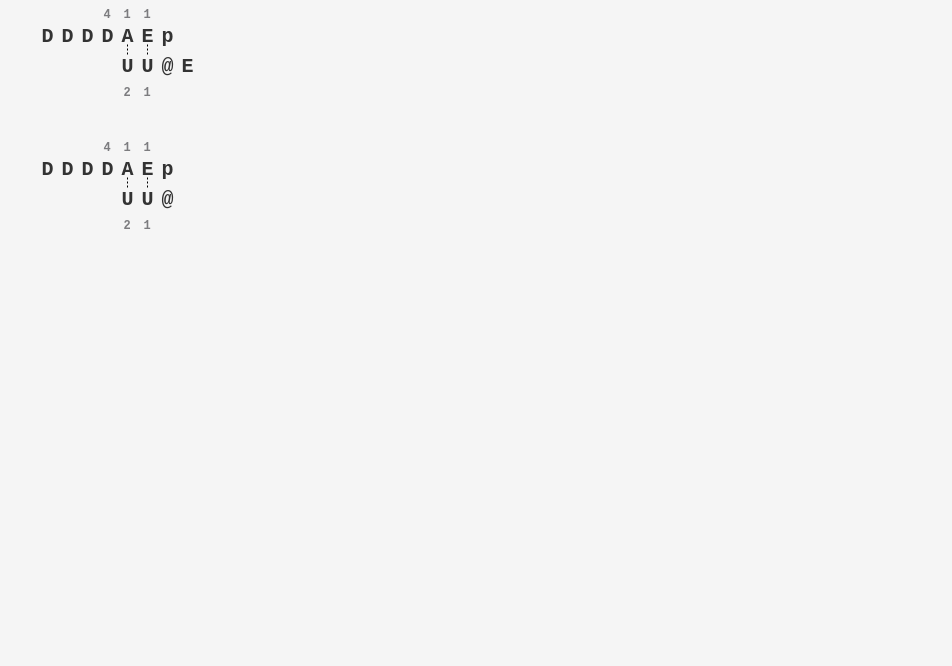 4 1 1
D D D D A E p
U U @ E
2 1
4 1 1
D D D D A E p
U U @
2 1